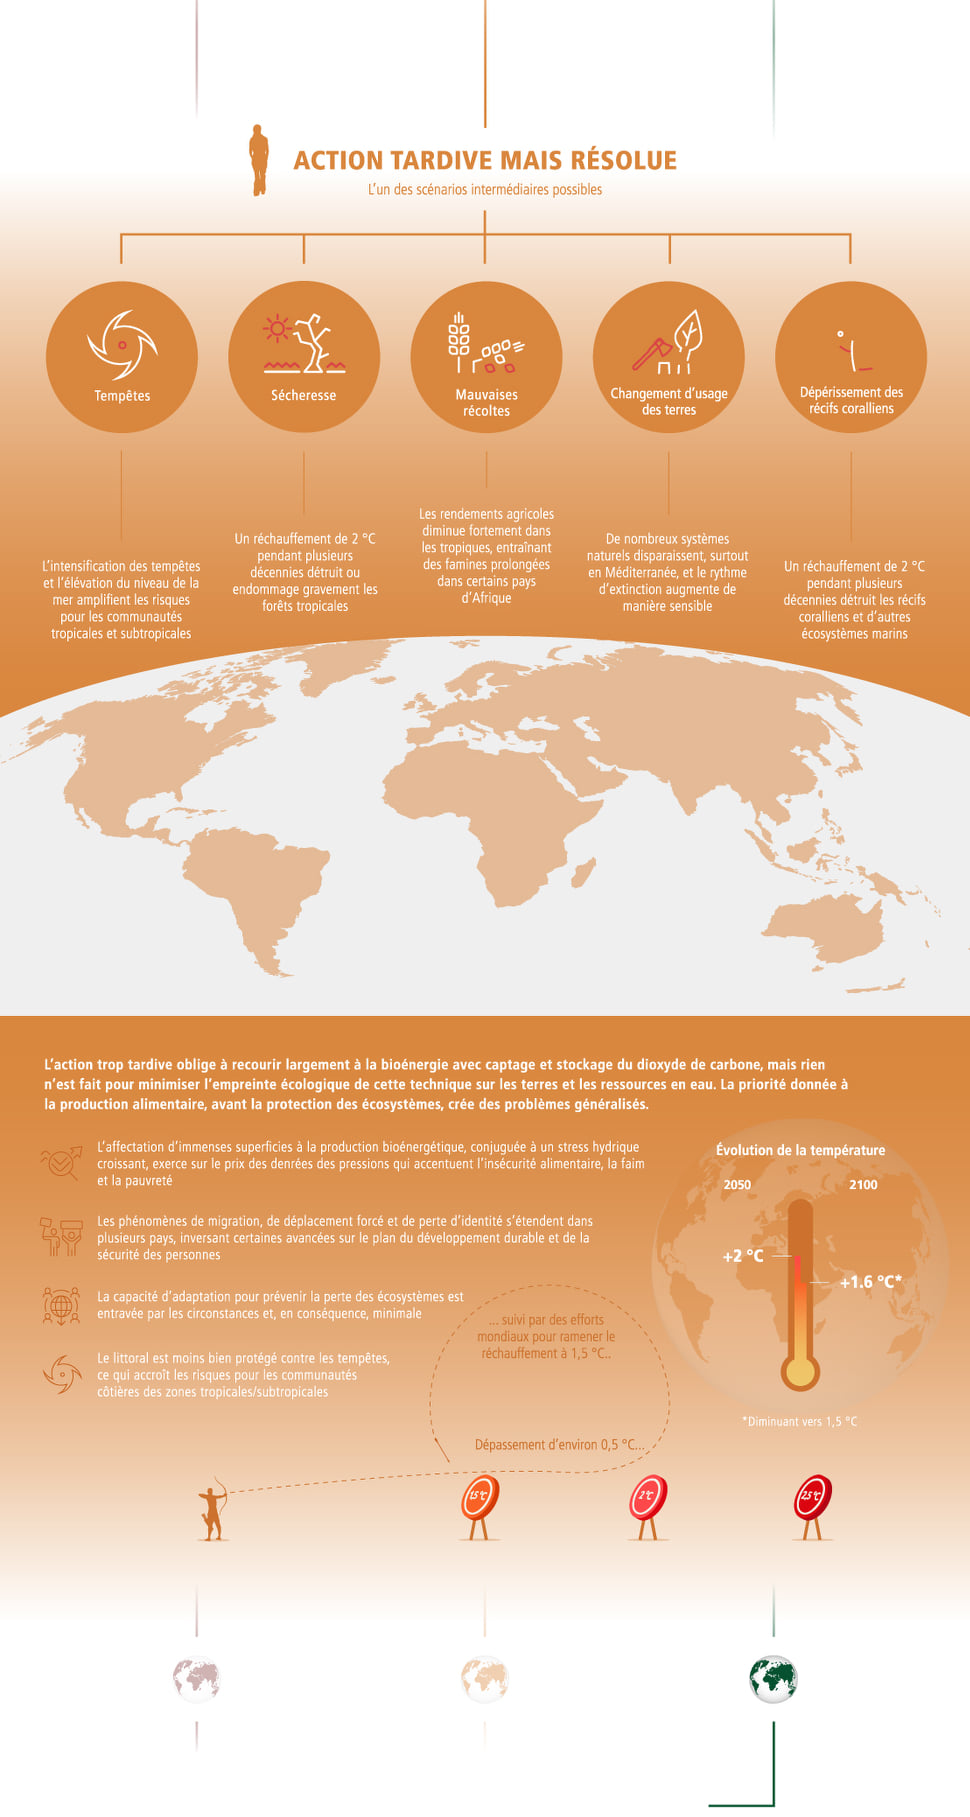 ACTION TARDIVE MAIS RÉSOLUE
L’un des scénarios intermédiaires possibles
Tempêtes
Sécheresse
Mauvaises
récoltes
Changement d’usage
des terres
Dépérissement des
récifs coralliens
L’intensification des tempêtes
et l’élévation du niveau de la
mer amplifient les risques
pour les communautés
tropicales et subtropicales
Un réchauffement de 2 °C
pendant plusieurs
décennies détruit ou
endommage gravement les
forêts tropicales
Les rendements agricoles
diminue fortement dans
les tropiques, entraînant
des famines prolongées
dans certains pays
d’Afrique
De nombreux systèmes
naturels disparaissent, surtout
en Méditerranée, et le rythme
d’extinction augmente de
manière sensible
Un réchauffement de 2 °C
pendant plusieurs
décennies détruit les récifs
coralliens et d’autres
écosystèmes marins
L’action trop tardive oblige à recourir largement à la bioénergie avec captage et stockage du dioxyde de carbone, mais rien
n’est fait pour minimiser l’empreinte écologique de cette technique sur les terres et les ressources en eau. La priorité donnée à
la production alimentaire, avant la protection des écosystèmes, crée des problèmes généralisés.
L’affectation d’immenses superficies à la production bioénergétique, conjuguée à un stress hydrique
croissant, exerce sur le prix des denrées des pressions qui accentuent l’insécurité alimentaire, la faim
et la pauvreté
Les phénomènes de migration, de déplacement forcé et de perte d’identité s’étendent dans
plusieurs pays, inversant certaines avancées sur le plan du développement durable et de la
sécurité des personnes
La capacité d’adaptation pour prévenir la perte des écosystèmes est
entravée par les circonstances et, en conséquence, minimale
Le littoral est moins bien protégé contre les tempêtes,
ce qui accroît les risques pour les communautés
côtières des zones tropicales/subtropicales
Évolution de la température
2050
2100
+2 °C
+1.6 °C*
*Diminuant vers 1,5 °C
... suivi par des efforts
mondiaux pour ramener le
réchauffement à 1,5 °C..
Dépassement d’environ 0,5 °C...
1.5°C
2°C
2.5°C